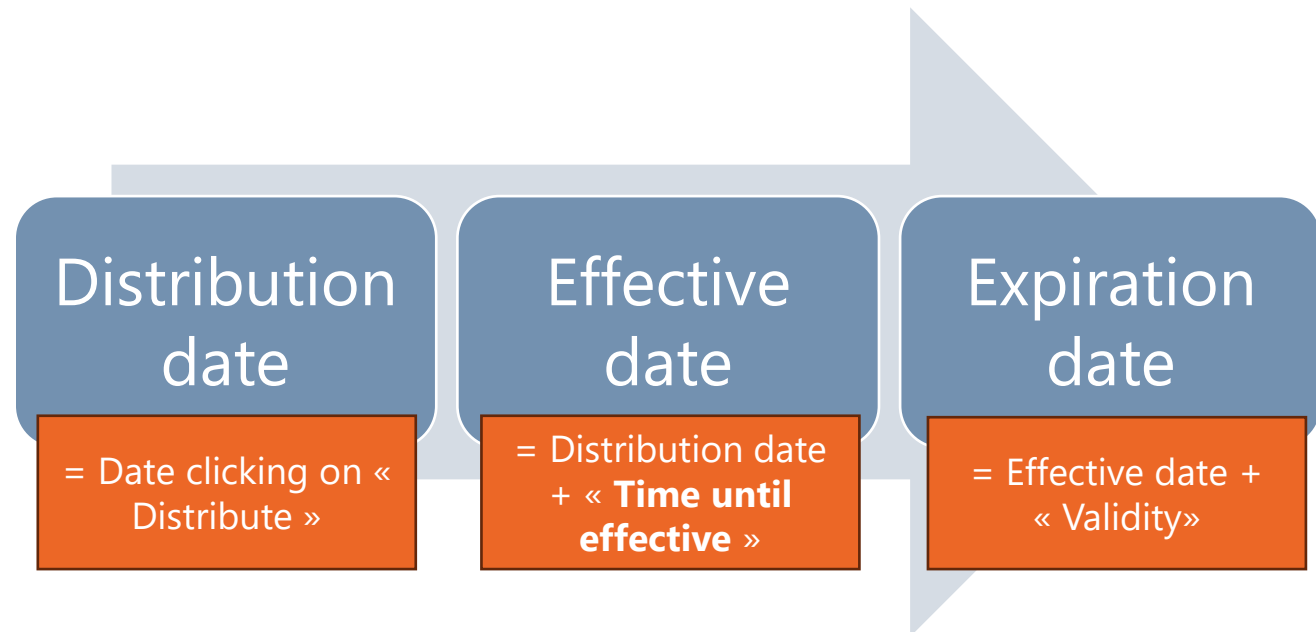 Distribution
date
= Date clicking on «
Distribute »
Effective
date
= Distribution date
+ « Time until
effective »
Expiration
date
= Effective date +
« Validity»